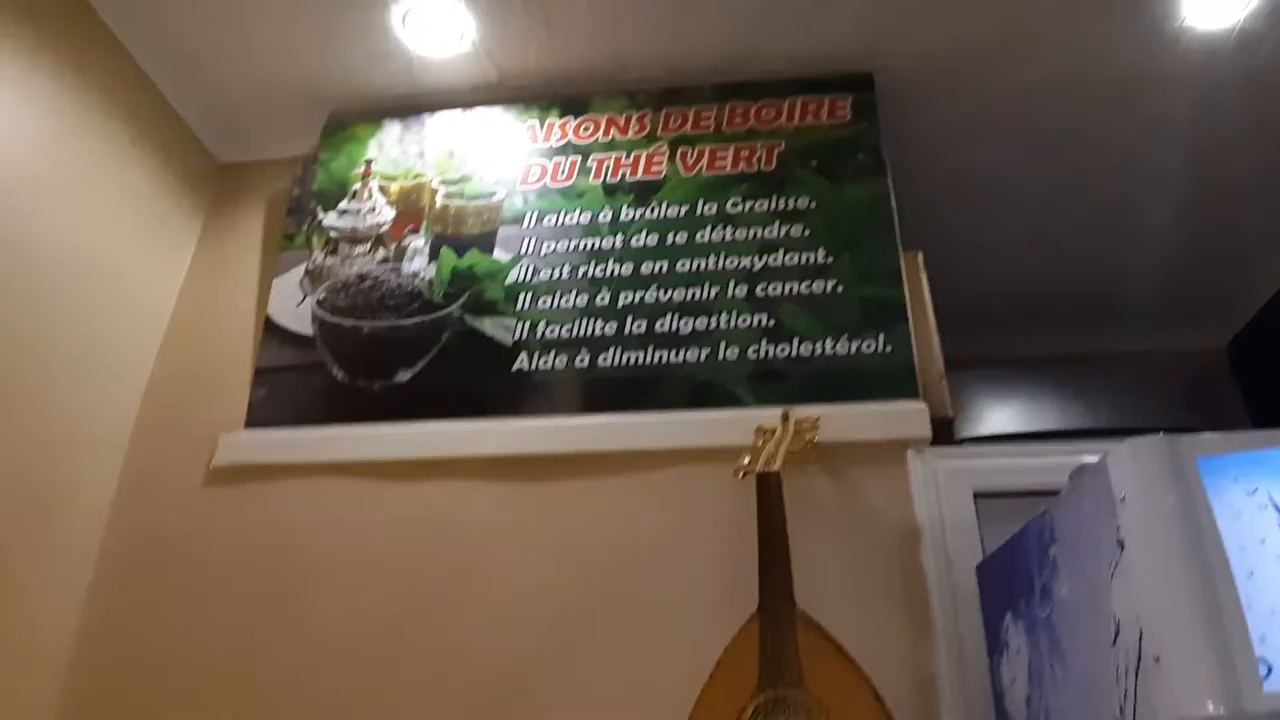 AISONS DE BOIRE
DU THÉ VERT
Il aide à brûler la Graisse.
Il permet de se détendre.
Il est riche en antioxydant.
Il aide à prévenir le cancer.
Il facilite la digestion.
Aide à diminuer le cholestérol.